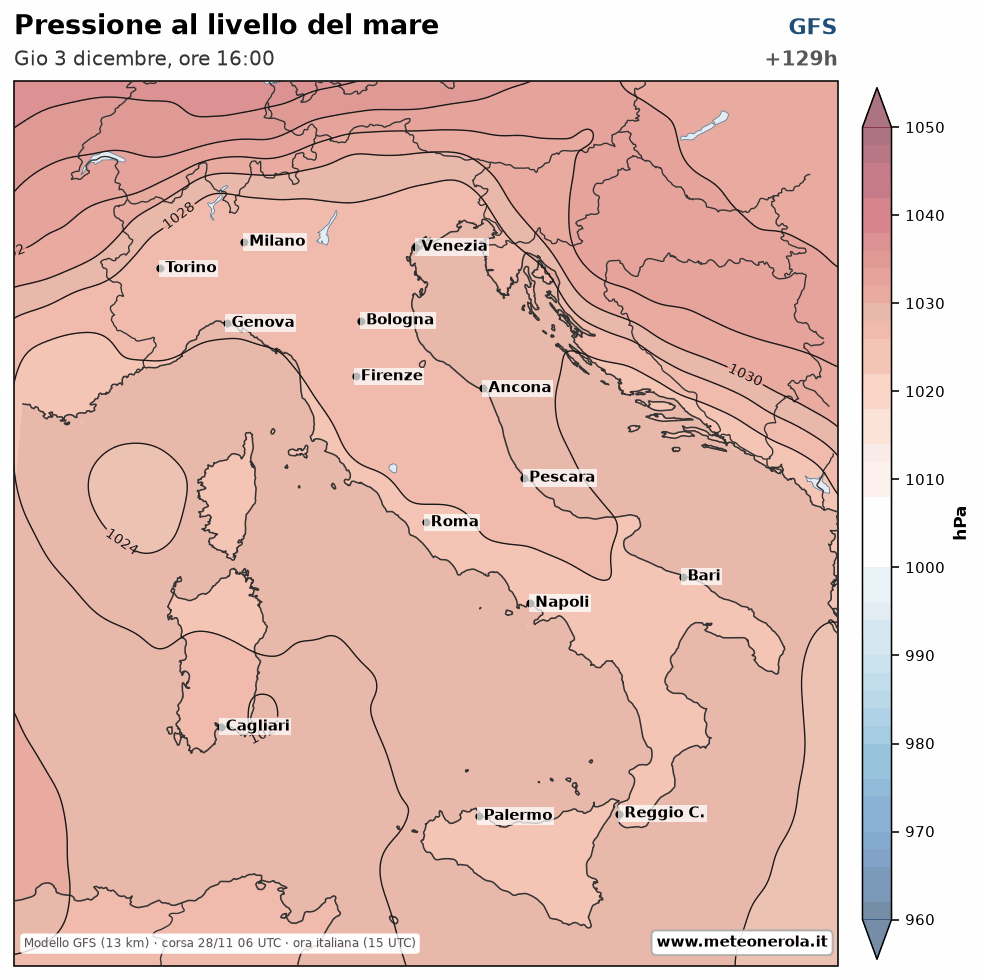 Pressione al livello del mare
GFS
Gio 3 dicembre, ore 16:00
+129h
1050
1040
1030
1020
1010
1000
990
980
970
960
hPa
1028
Milano
Venezia
Torino
Genova
Bologna
Firenze
1030
Ancona
Pescara
1024
Roma
Bari
Napoli
Cagliari
Palermo
Reggio C.
Modello GFS (13 km) · corsa 28/11 06 UTC · ora italiana (15 UTC)
www.meteonerola.it